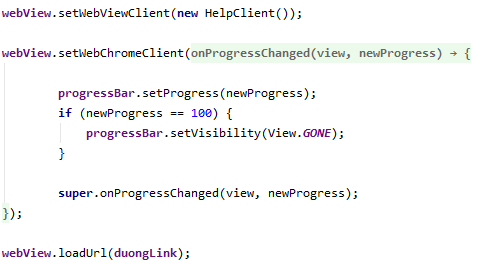 webView.setWebViewClient(new HelpClient());
webView.setWebChromeClient(onProgressChanged(view, newProgress) → {
progressBar.setProgress(newProgress);
if (newProgress == 100) {
progressBar.setVisibility(View.GONE);
}
super.onProgressChanged(view, newProgress);
});
webView.loadUrl(duongLink);